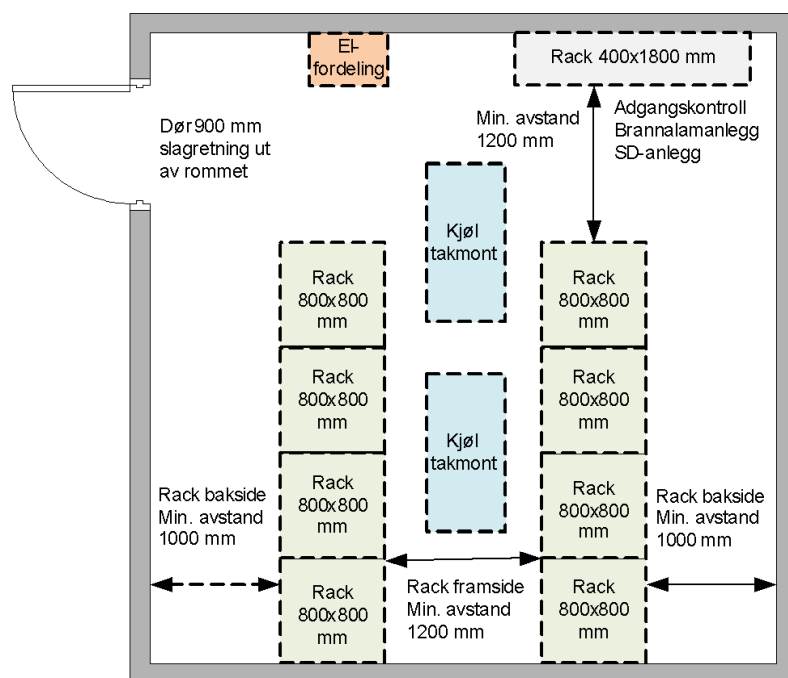 El-
fordeling
Rack 400x1800 mm
Dør 900 mm
slagretning ut
av rommet
Min. avstand
1200 mm
Adgangskontroll
Brannalamanlegg
SD-anlegg
Kjøl
takmont
Rack
800x800
mm
Rack
800x800
mm
Rack
800x800
mm
Rack
800x800
mm
Kjøl
takmont
Rack bakside
Min. avstand
1000 mm
Rack
800x800
mm
Rack
800x800
mm
Rack bakside
Min. avstand
1000 mm
Rack
800x800
mm
Rack framside
Min. avstand
1200 mm
Rack
800x800
mm